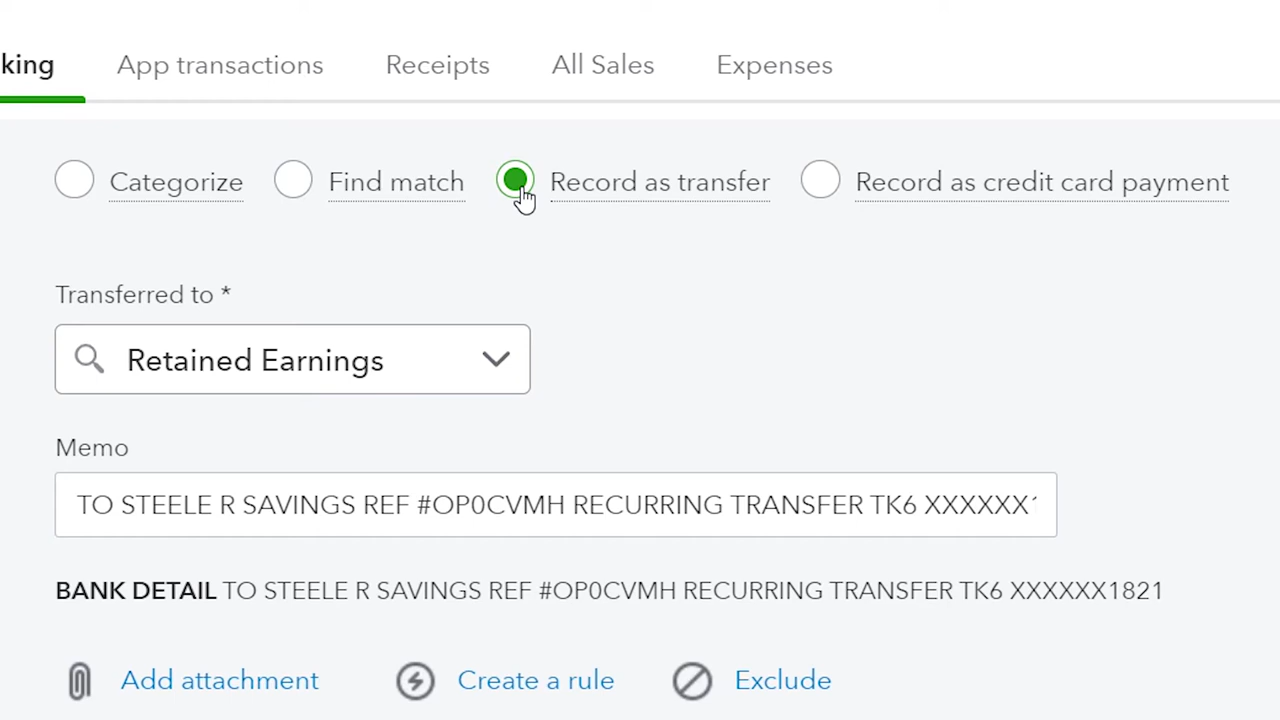 king App transactions Receipts All Sales Expenses
Categorize Find match Record as transfer Record as credit card payment
Transferred to *
Retained Earnings
Memo
TO STEELE R SAVINGS REF #OP0CVMH RECURRING TRANSFER TK6 XXXXXX1
BANK DETAIL TO STEELE R SAVINGS REF #OP0CVMH RECURRING TRANSFER TK6 XXXXXX1821
Add attachment Create a rule Exclude